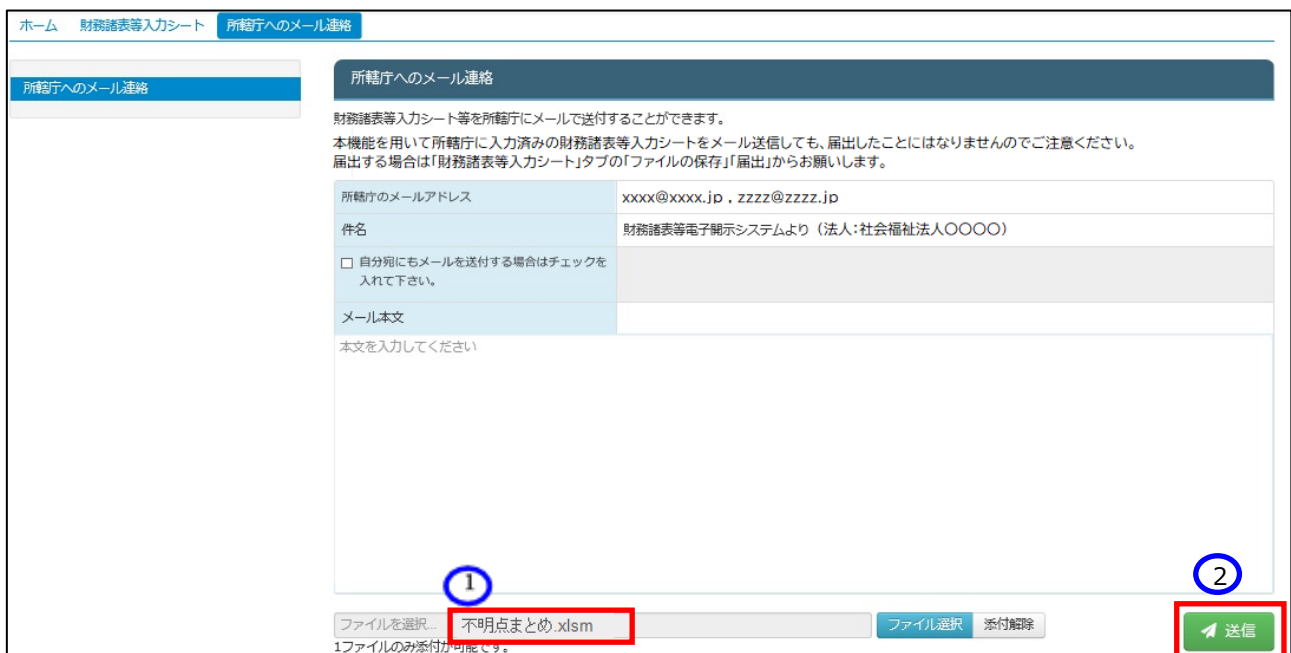 ホーム 財務諸表等入力シート 所轄庁へのメール連絡
所轄庁へのメール連絡
所轄庁へのメール連絡
財務諸表等入力シート等を所轄庁にメールで送付することができます。
本機能を用いて所轄庁に入力済みの財務諸表等入力シートをメール送信しても、届出したことにはなりませんのでご注意ください。
届出する場合は「財務諸表等入力シート」タブの「ファイルの保存」「届出」からお願いします。
所轄庁のメールアドレス xxxx@xxxx.jp , zzzz@zzzz.jp
件名 財務諸表等電子開示システムより（法人：社会福祉法人〇〇〇〇）
自分宛にもメールを送付する場合はチェックを
入れて下さい。
メール本文
本文を入力してください
1
2
ファイルを選択... 不明点まとめ.xlsm ファイル選択 添付解除 送信
1ファイルのみ添付が可能です。